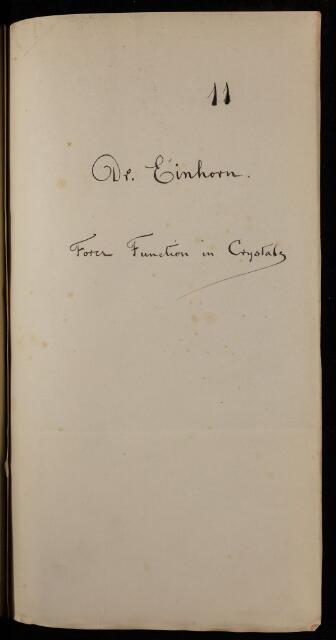 11
Dr. Einhorn.
Force Function in Crystals